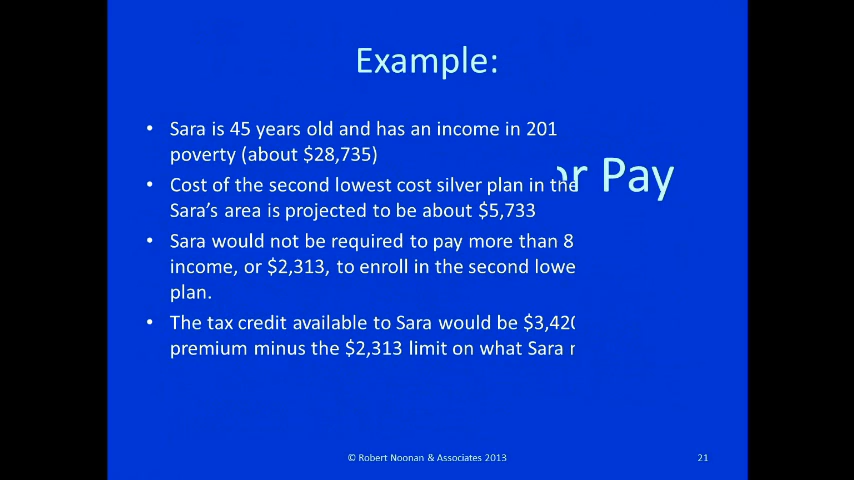 Example:
• Sara is 45 years old and has an income in 201
poverty (about $28,735)
or Pay
• Cost of the second lowest cost silver plan in the
Sara’s area is projected to be about $5,733
• Sara would not be required to pay more than 8
income, or $2,313, to enroll in the second lowe
plan.
• The tax credit available to Sara would be $3,420
premium minus the $2,313 limit on what Sara
© Robert Noonan & Associates 2013
21